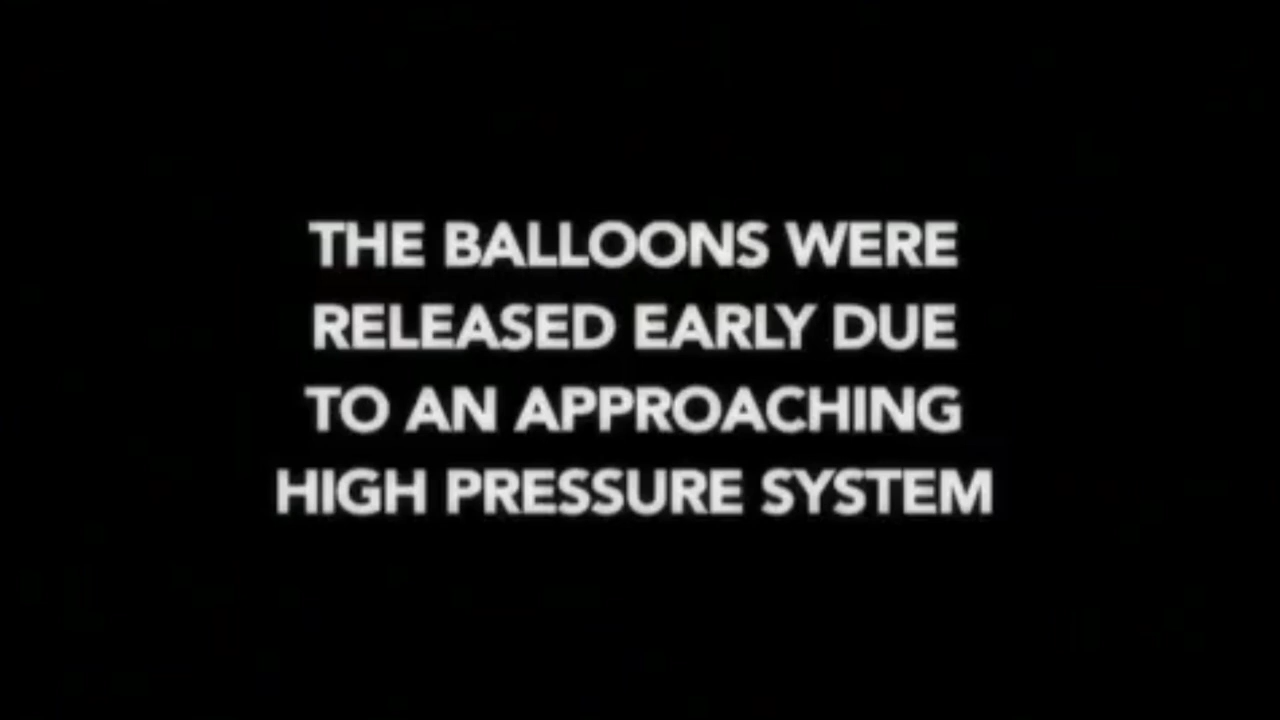 THE BALLOONS WERE
RELEASED EARLY DUE
TO AN APPROACHING
HIGH PRESSURE SYSTEM